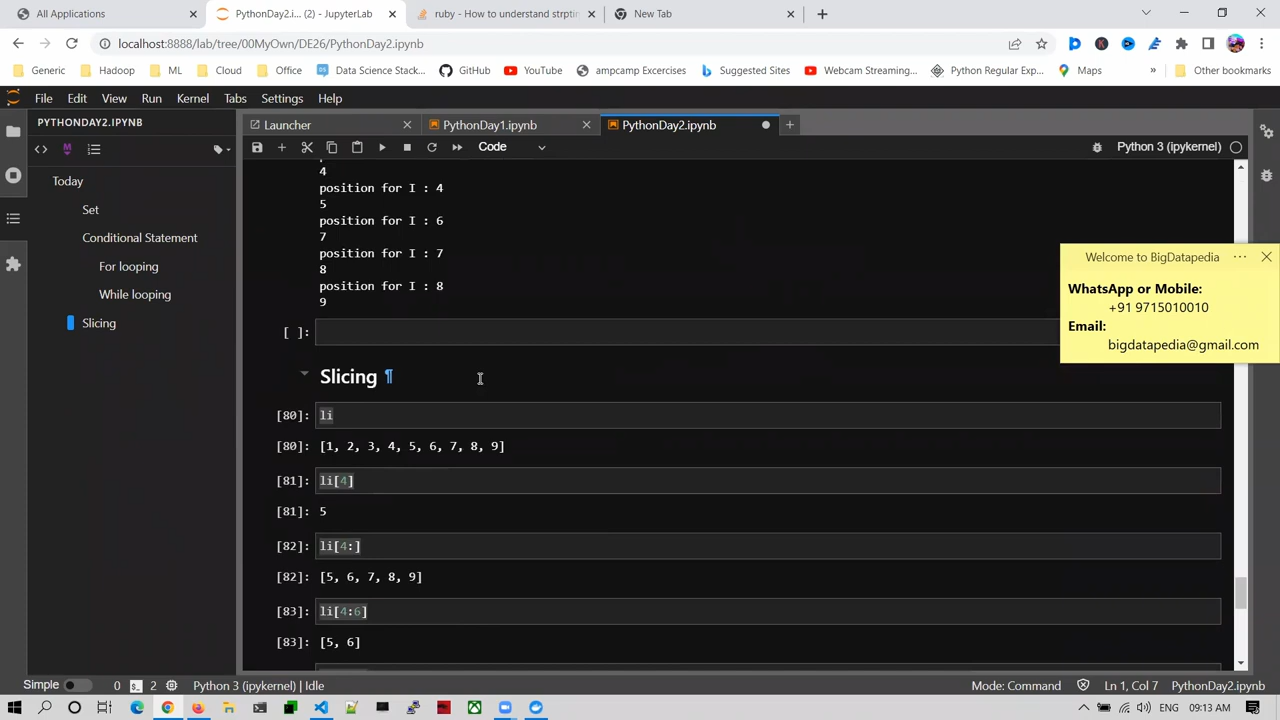 All Applications
PythonDay2.i... (2) - JupyterLab
ruby - How to understand strptin
New Tab
localhost:8888/lab/tree/00MyOwn/DE26/PythonDay2.ipynb
Generic
Hadoop
ML
Cloud
Office
Data Science Stack...
GitHub
YouTube
ampcamp Excercises
Suggested Sites
Webcam Streaming...
Python Regular Exp...
Maps
»
Other bookmarks
File Edit View Run Kernel Tabs Settings Help
PYTHONDAY2.IPYNB
Launcher
PythonDay1.ipynb
PythonDay2.ipynb
Code
Python 3 (ipykernel)
Today
Set
Conditional Statement
For looping
While looping
Slicing
4
position for I : 4
5
position for I : 6
7
position for I : 7
8
position for I : 8
9
[ ]:
Slicing ¶
[80]: li
[80]: [1, 2, 3, 4, 5, 6, 7, 8, 9]
[81]: li[4]
[81]: 5
[82]: li[4:]
[82]: [5, 6, 7, 8, 9]
[83]: li[4:6]
[83]: [5, 6]
Welcome to BigDatapedia
WhatsApp or Mobile:
+91 9715010010
Email:
bigdatapedia@gmail.com
Simple 0 2 Python 3 (ipykernel) | Idle
Mode: Command
Ln 1, Col 7
PythonDay2.ipynb
ENG 09:13 AM